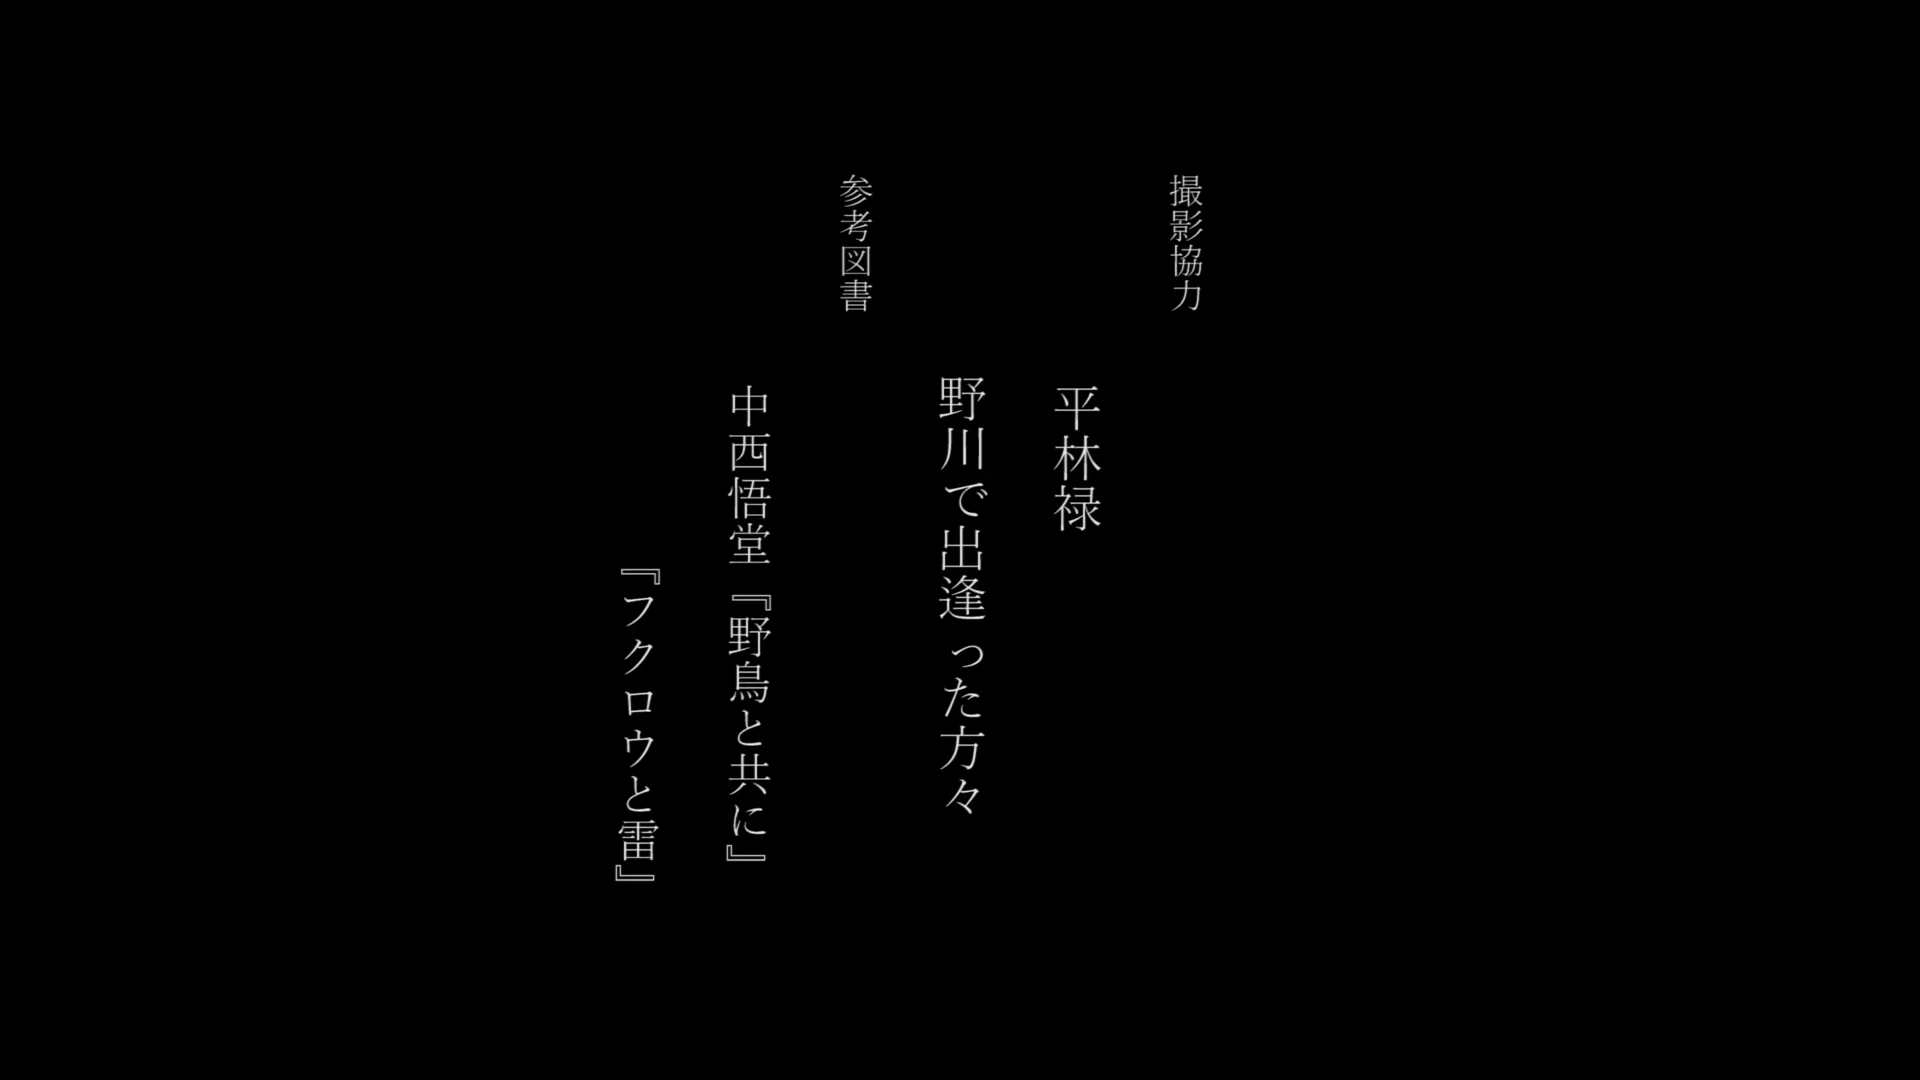 撮影協力
平林禄
野川で出逢った方々
参考図書
中西悟堂『野鳥と共に』
『フクロウと雷』